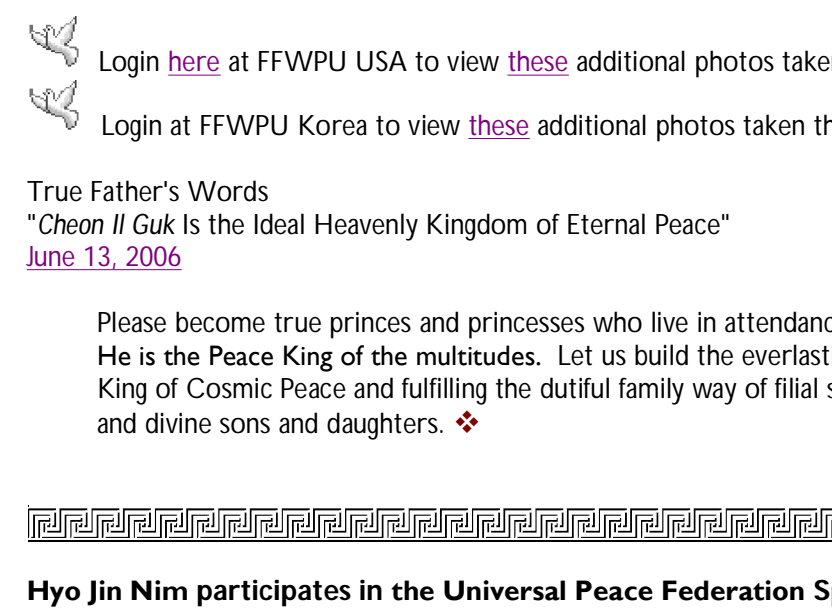 Login here at FFWPU USA to view these additional photos
Login at FFWPU Korea to view these additional photos taken
True Father's Words
"Cheon Il Guk Is the Ideal Heavenly Kingdom of Eternal Peace"
June 13, 2006
Please become true princes and princesses who live in
He is the Peace King of the multitudes. Let us build the
King of Cosmic Peace and fulfilling the dutiful family way of filial
and divine sons and daughters.
Hyo Jin Nim participates in the Universal Peace Federation